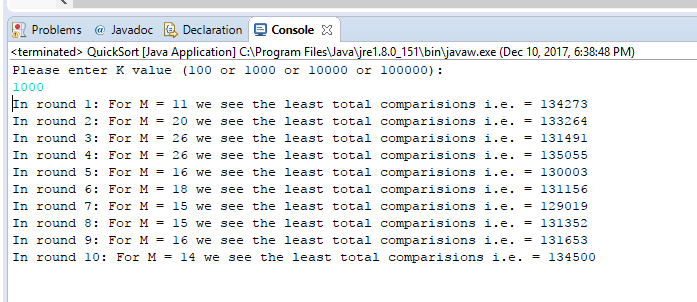 Problems @ Javadoc Declaration Console
<terminated> QuickSort [Java Application] C:\Program Files\Java\jre1.8.0_151\bin\javaw.exe (Dec 10, 2017, 6:38:48 PM)
Please enter K value (100 or 1000 or 10000 or 100000):
1000
In round 1: For M = 11 we see the least total comparisions i.e. = 134273
In round 2: For M = 20 we see the least total comparisions i.e. = 133264
In round 3: For M = 26 we see the least total comparisions i.e. = 131491
In round 4: For M = 26 we see the least total comparisions i.e. = 135055
In round 5: For M = 16 we see the least total comparisions i.e. = 130003
In round 6: For M = 18 we see the least total comparisions i.e. = 131156
In round 7: For M = 15 we see the least total comparisions i.e. = 129019
In round 8: For M = 15 we see the least total comparisions i.e. = 131352
In round 9: For M = 16 we see the least total comparisions i.e. = 131653
In round 10: For M = 14 we see the least total comparisions i.e. = 134500